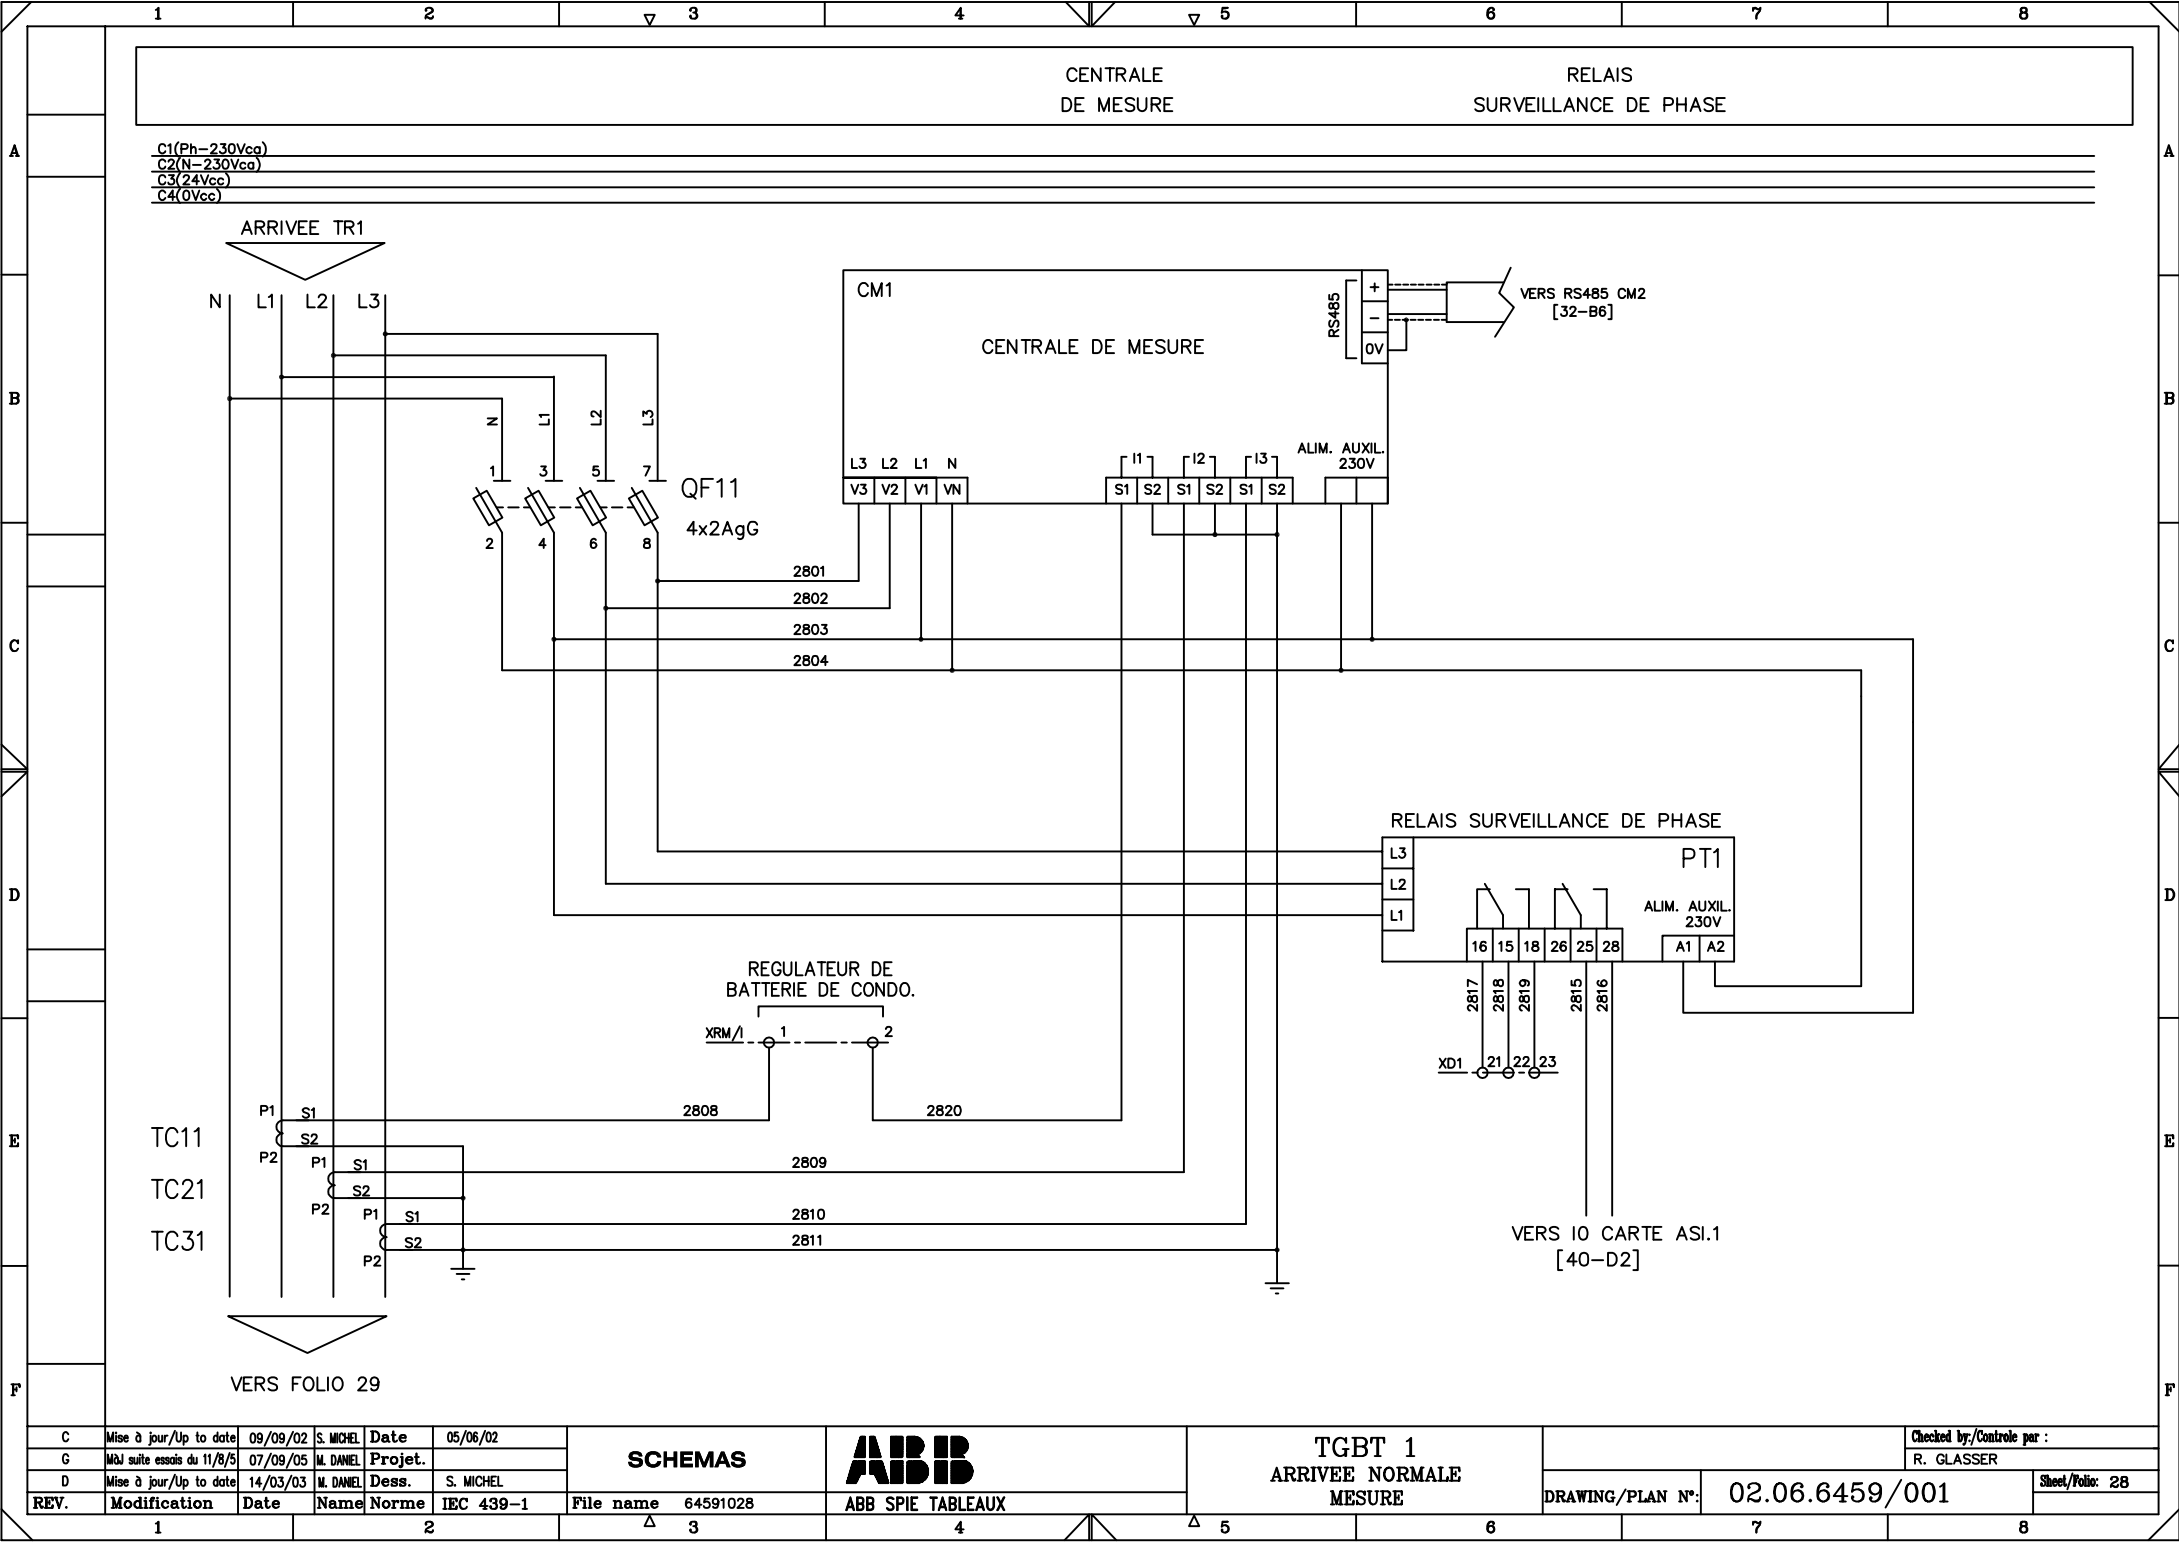 1 2 3 4 5 6 7 8
CENTRALE
DE MESURE
RELAIS
SURVEILLANCE DE PHASE
A A
C1(Ph-230Vca)
C2(N-230Vca)
C3(24Vcc)
C4(0Vcc)
ARRIVEE TR1
N L1 L2 L3
CM1
CENTRALE DE MESURE
RS485
+
-
0V
VERS RS485 CM2
[32-B6]
B B
N L1 L2 L3
1 3 5 7
QF11
4x2AgG
2 4 6 8
L3 L2 L1 N
V3 V2 V1 VN
I1 I2 I3
S1 S2 S1 S2 S1 S2
ALIM. AUXIL.
230V
2801
2802
2803
2804
C C
RELAIS SURVEILLANCE DE PHASE
PT1
L3
L2
L1
ALIM. AUXIL.
230V
16 15 18 26 25 28
A1 A2
D D
2817 2818 2819 2815 2816
REGULATEUR DE
BATTERIE DE CONDO.
XRM/I 1 2
XD1 21 22 23
E E
TC11
P1 S1
S2
P2
2808
2820
TC21
P1 S1
S2
P2
2809
TC31
P1 S1
S2
P2
2810
2811
VERS IO CARTE ASI.1
[40-D2]
VERS FOLIO 29
F F
C Mise à jour/Up to date 09/09/02 S. MICHEL Date 05/06/02
G MàJ suite essais du 11/8/5 07/09/05 M. DANIEL Projet.
D Mise à jour/Up to date 14/03/03 M. DANIEL Dess. S. MICHEL
REV. Modification Date Name Norme IEC 439-1
SCHEMAS
File name 64591028
ABB
ABB SPIE TABLEAUX
TGBT 1
ARRIVEE NORMALE
MESURE
Checked by:/Controle par :
R. GLASSER
DRAWING/PLAN N°: 02.06.6459/001
Sheet/Folio: 28
1 2 3 4 5 6 7 8